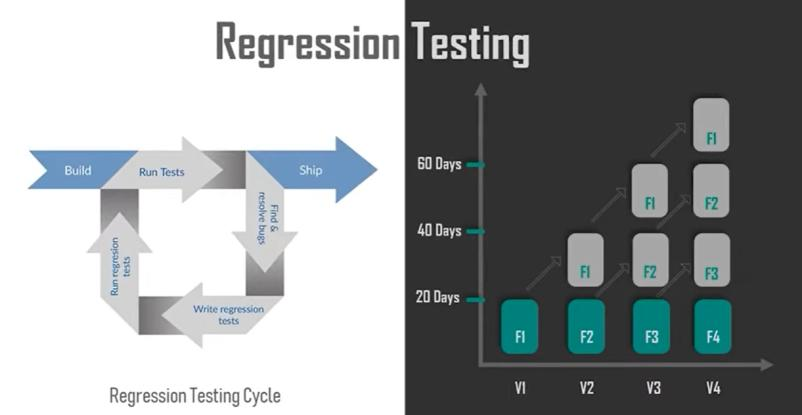 Regression Testing
Build
Run Tests
Ship
Find &
resolve bugs
Write regression
tests
Run regresion
tests
Regression Testing Cycle
60 Days
40 Days
20 Days
F1
F1
F2
F1
F2
F3
F1
F2
F3
F4
V1
V2
V3
V4